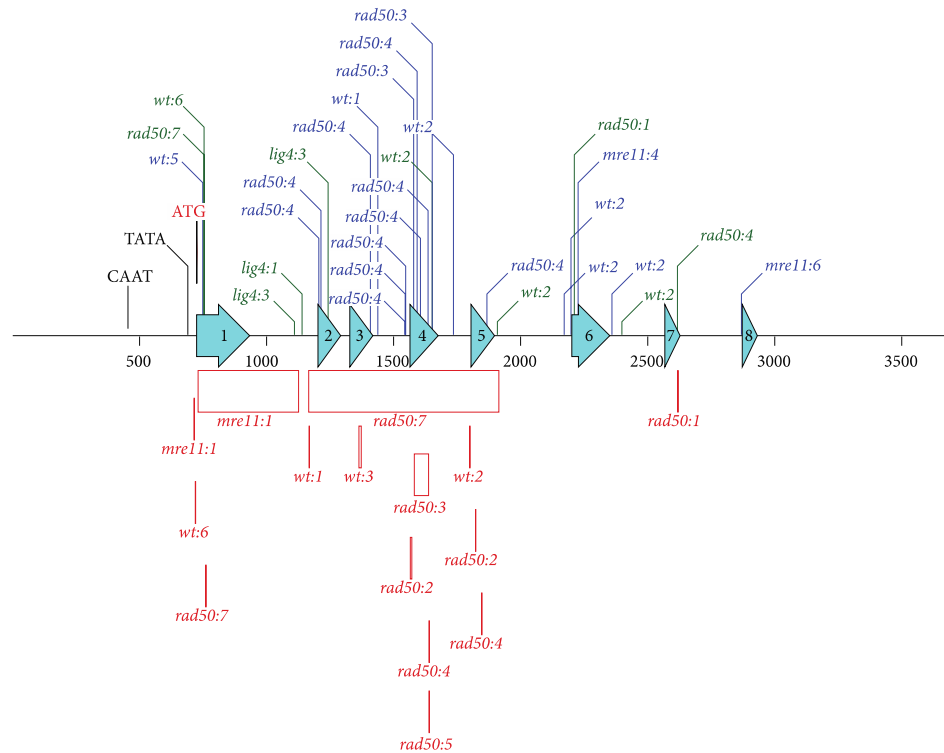 rad50:3
rad50:4
rad50:3
wt:6
wt:1
rad50:7
rad50:4
wt:2
rad50:1
wt:5
lig4:3
wt:2
mre11:4
rad50:4
rad50:4
ATG
rad50:4
rad50:4
wt:2
TATA
rad50:4
rad50:4
CAAT
lig4:1
rad50:4
rad50:4
wt:2
wt:2
mre11:6
lig4:3
rad50:4
wt:2
wt:2
1 2 3 4 5 6 7 8
500 1000 1500 2000 2500 3000 3500
mre11:1 rad50:7 rad50:1
mre11:1
wt:1 wt:3 wt:2
rad50:3
wt:6
rad50:2
rad50:2
rad50:7
rad50:4
rad50:4
rad50:5